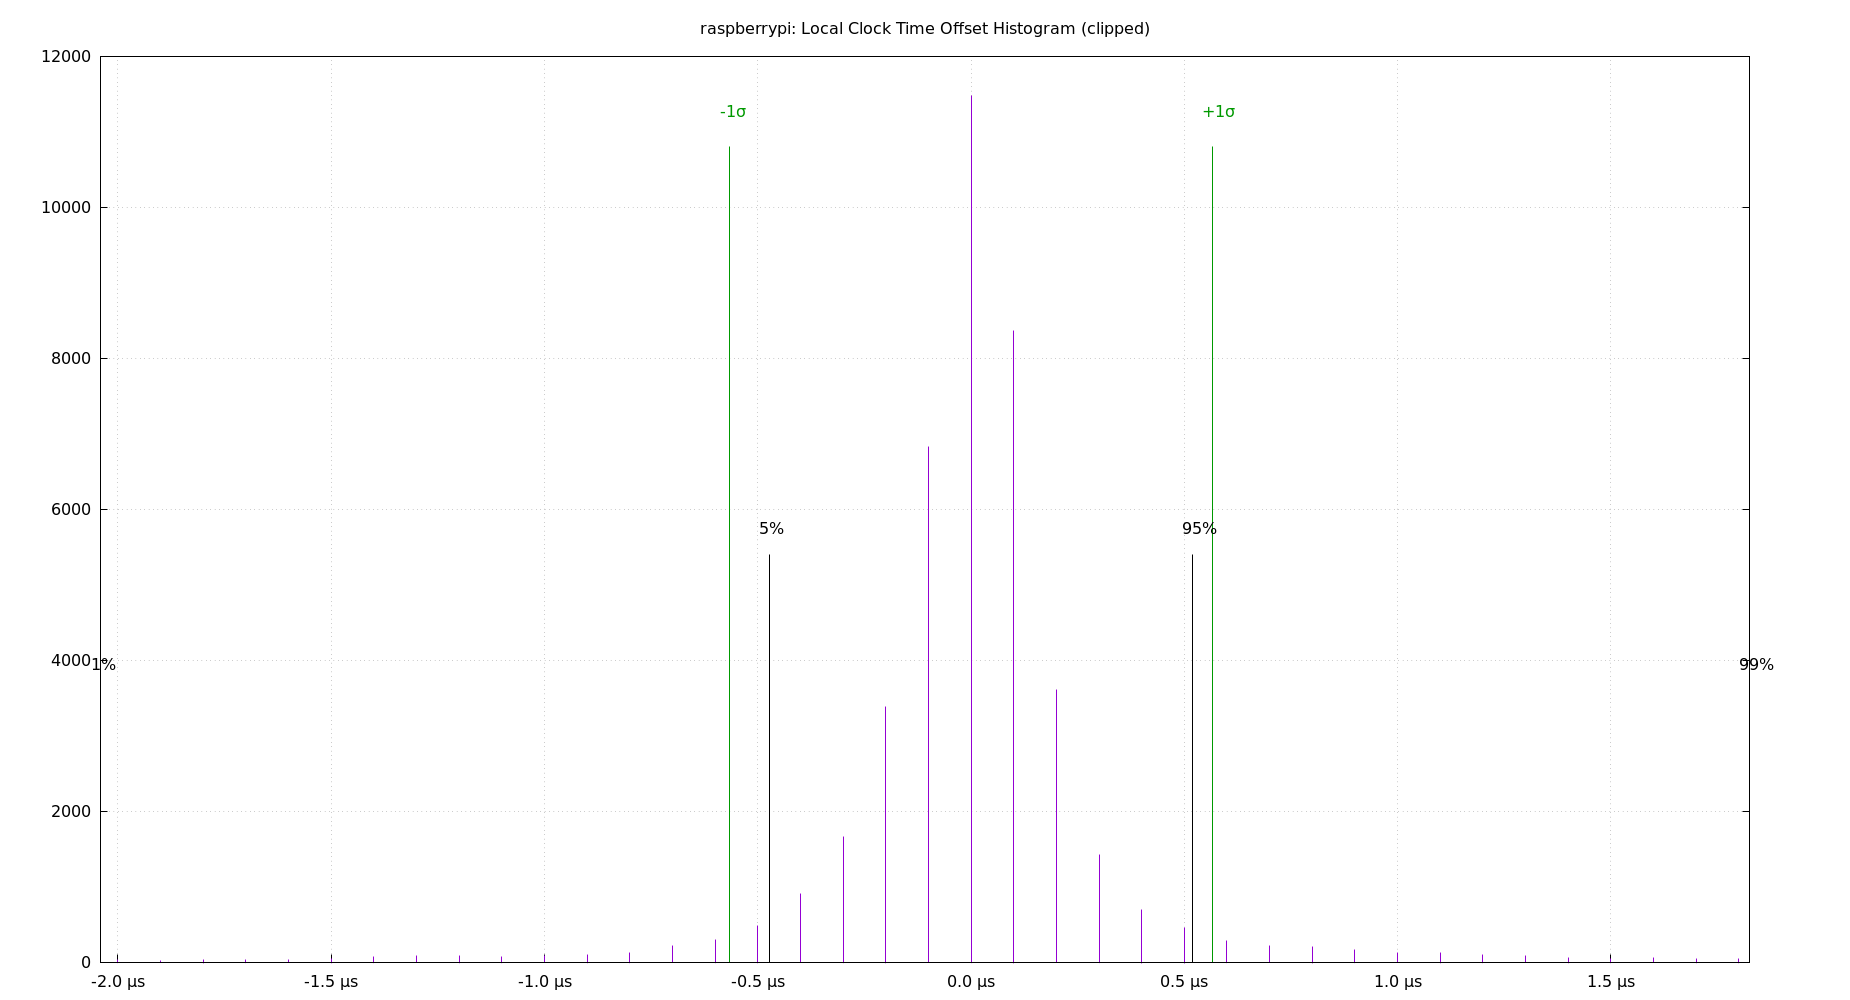 raspberrypi: Local Clock Time Offset Histogram (clipped)
12000
-1σ +1σ
10000
8000
6000
5% 95%
4000 1% 99%
2000
0
-2.0 µs -1.5 µs -1.0 µs -0.5 µs 0.0 µs 0.5 µs 1.0 µs 1.5 µs